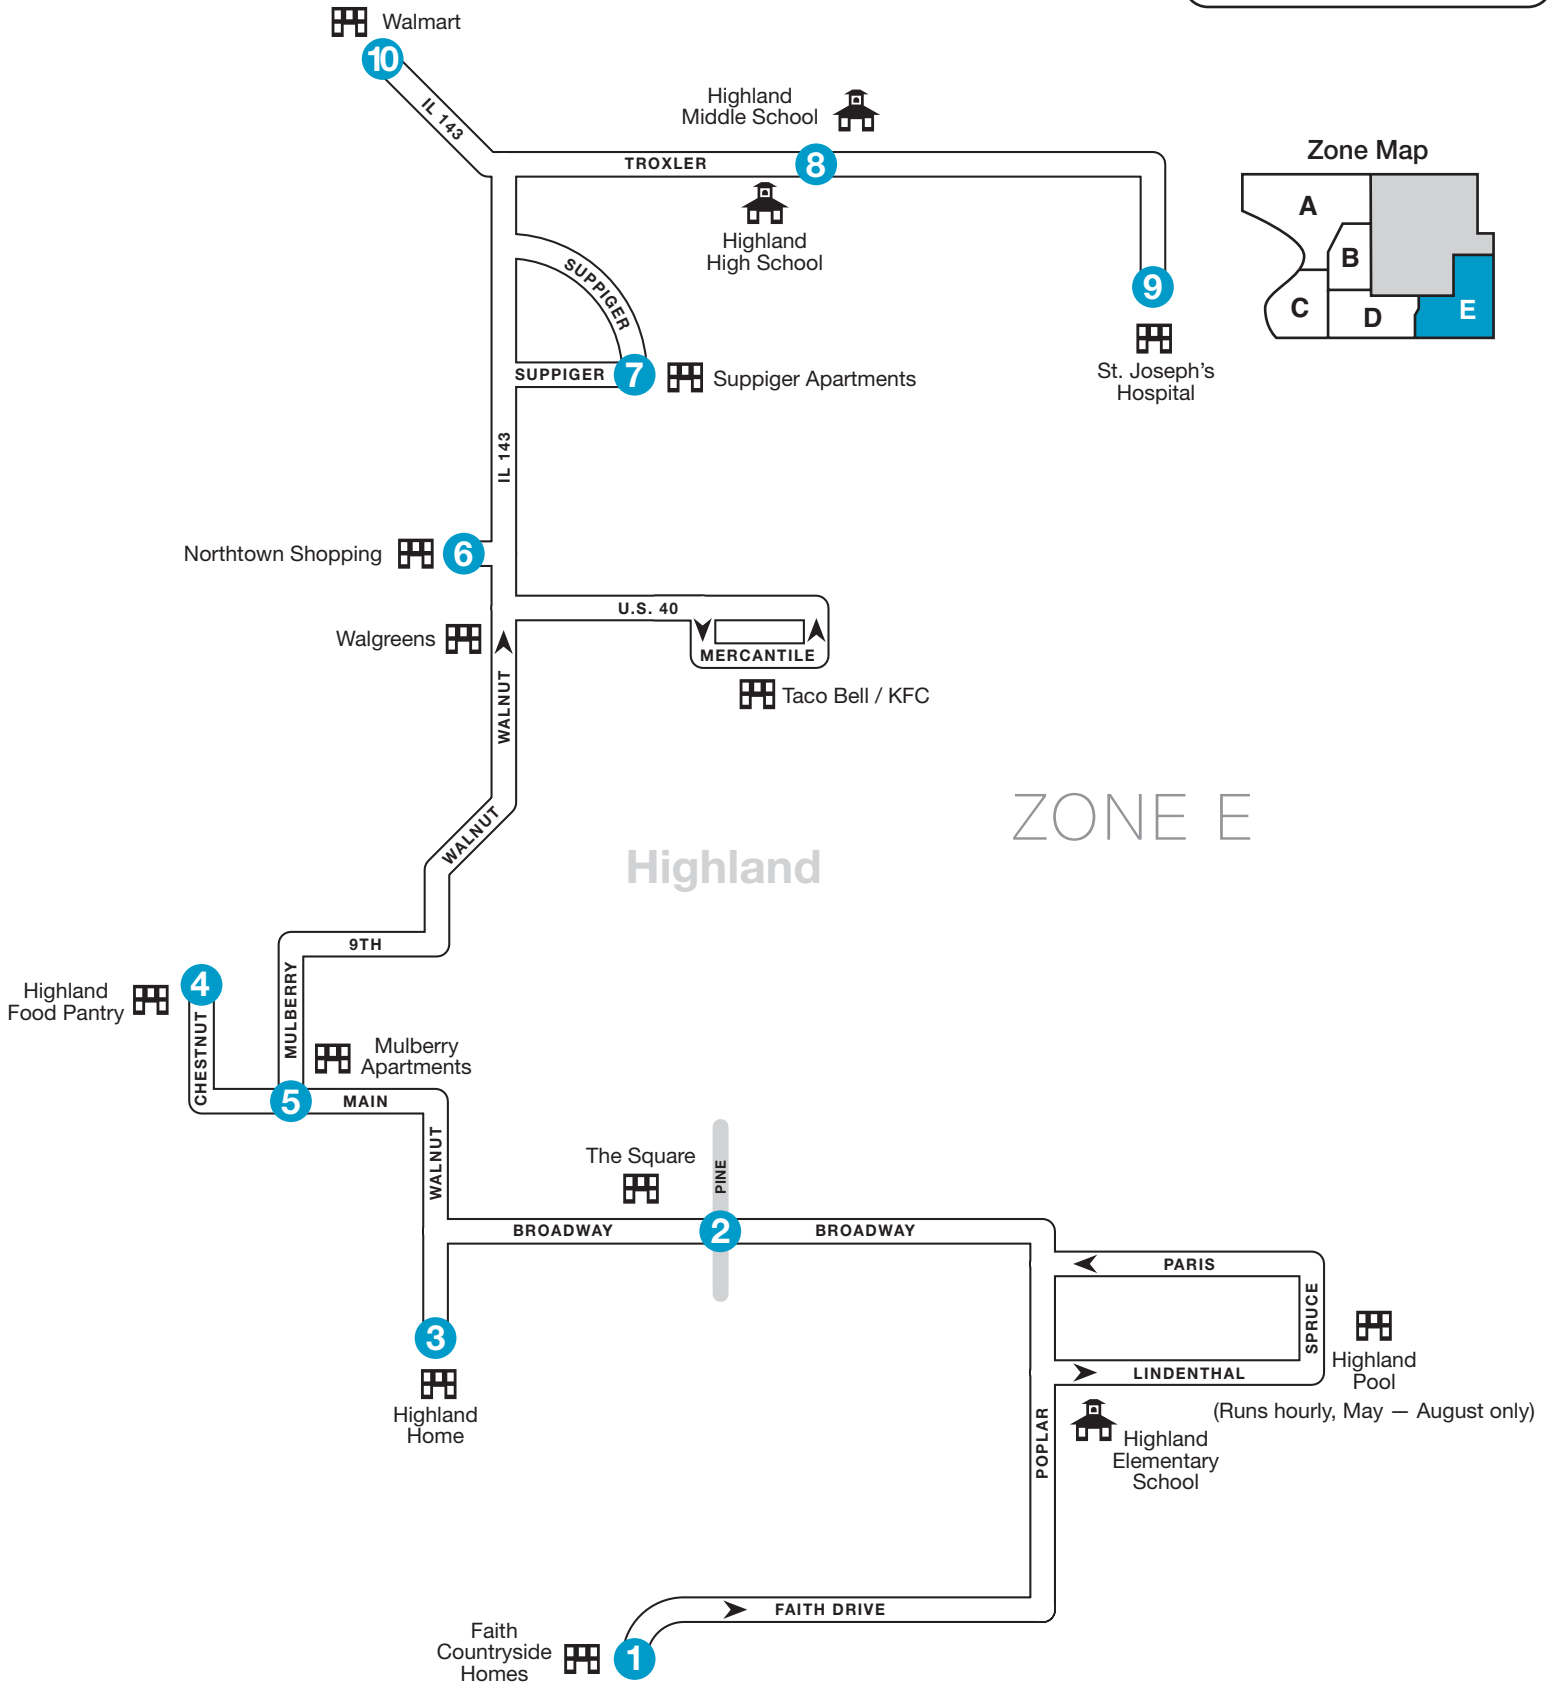 Walmart
10
IL 143
Highland
Middle School
TROXLER
8
Highland
High School
Zone Map
A
B
C
D
E
9
St. Joseph's
Hospital
SUPPIGER
SUPPIGER
7
Suppiger Apartments
IL 143
Northtown Shopping
6
U.S. 40
Walgreens
MERCANTILE
Taco Bell / KFC
WALNUT
ZONE E
WALNUT
Highland
9TH
4
Highland
Food Pantry
CHESTNUT
MULBERRY
Mulberry
Apartments
5
MAIN
WALNUT
The Square
PINE
BROADWAY
2
BROADWAY
PARIS
SPRUCE
3
Highland
Home
Highland
Pool
(Runs hourly, May — August only)
LINDENTHAL
POPLAR
Highland
Elementary
School
FAITH DRIVE
Faith
Countryside
Homes
1